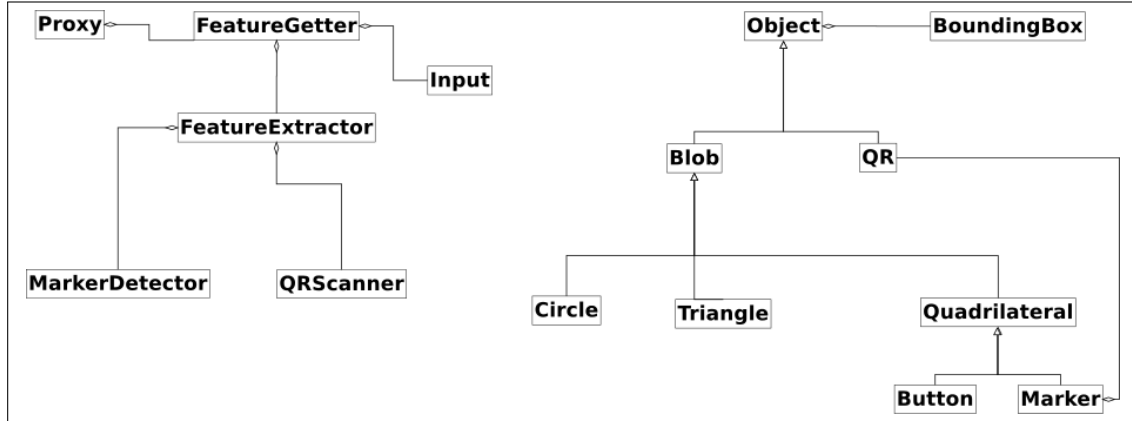 Proxy
FeatureGetter
Object
BoundingBox
Input
FeatureExtractor
Blob
QR
MarkerDetector
QRScanner
Circle
Triangle
Quadrilateral
Button
Marker